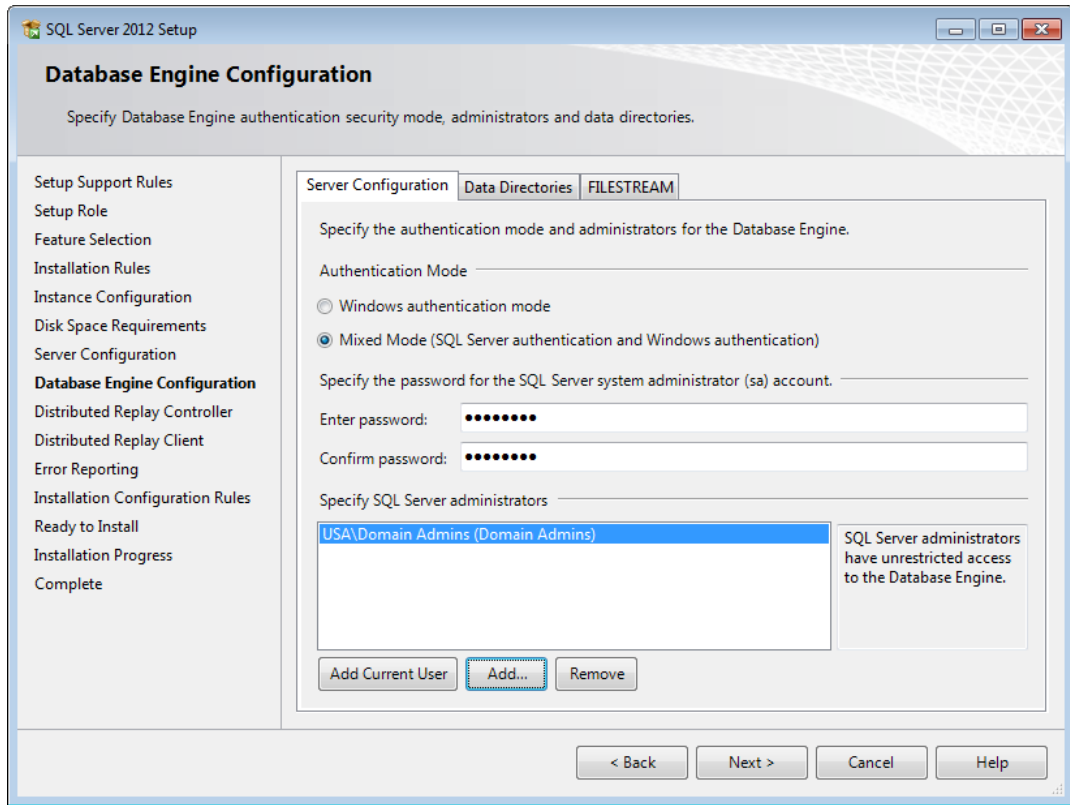 SQL Server 2012 Setup
Database Engine Configuration
Specify Database Engine authentication security mode, administrators and data directories.
Setup Support Rules
Setup Role
Feature Selection
Installation Rules
Instance Configuration
Disk Space Requirements
Server Configuration
Database Engine Configuration
Distributed Replay Controller
Distributed Replay Client
Error Reporting
Installation Configuration Rules
Ready to Install
Installation Progress
Complete
Server Configuration Data Directories FILESTREAM
Specify the authentication mode and administrators for the Database Engine.
Authentication Mode
Windows authentication mode
Mixed Mode (SQL Server authentication and Windows authentication)
Specify the password for the SQL Server system administrator (sa) account.
Enter password: ●●●●●●●●
Confirm password: ●●●●●●●●
Specify SQL Server administrators
USA\Domain Admins (Domain Admins)
SQL Server administrators
have unrestricted access
to the Database Engine.
Add Current User Add... Remove
< Back Next > Cancel Help